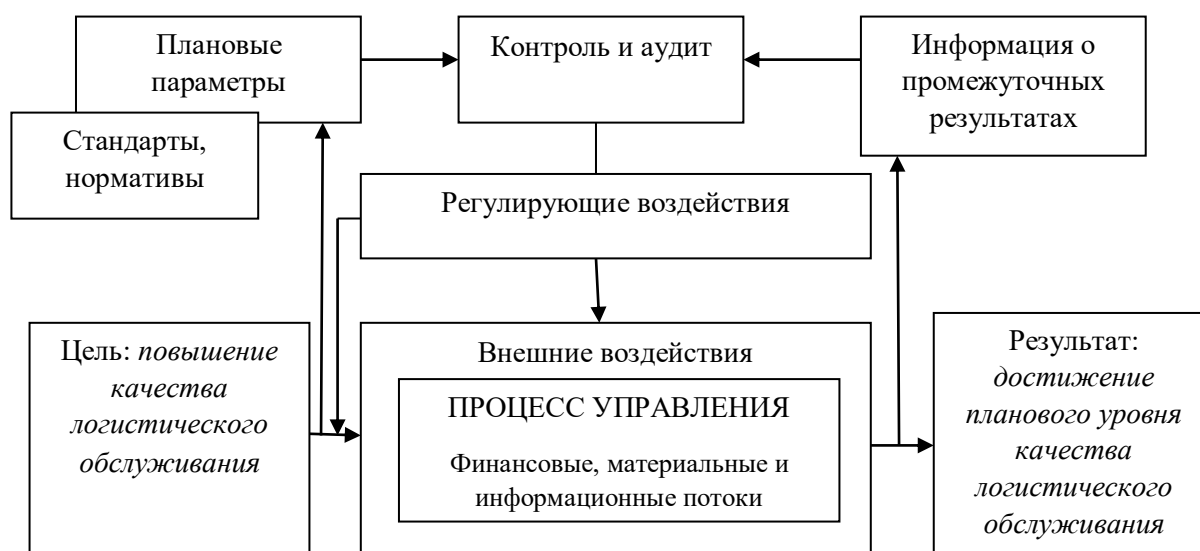 Плановые
параметры
Контроль и аудит
Информация о
промежуточных
результатах
Стандарты,
нормативы
Регулирующие воздействия
Цель: повышение
качества
логистического
обслуживания
Внешние воздействия
ПРОЦЕСС УПРАВЛЕНИЯ
Финансовые, материальные и
информационные потоки
Результат:
достижение
планового уровня
качества
логистического
обслуживания